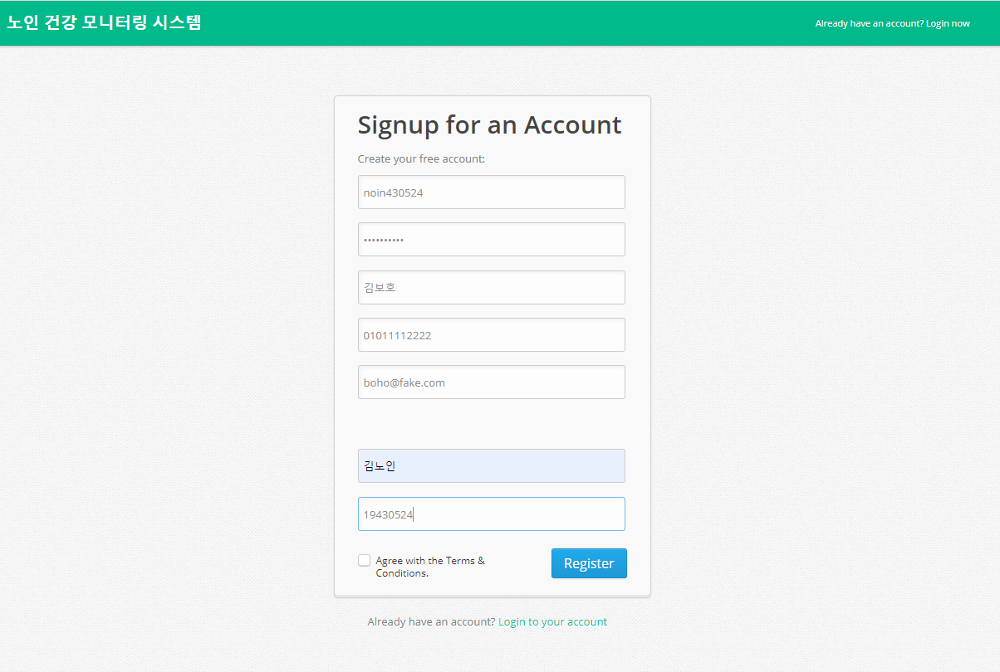 노인 건강 모니터링 시스템
Already have an account? Login now
Signup for an Account
Create your free account:
noin430524
••••••••••
김보호
01011112222
boho@fake.com
김노인
19430524
Agree with the Terms &
Conditions.
Register
Already have an account? Login to your account